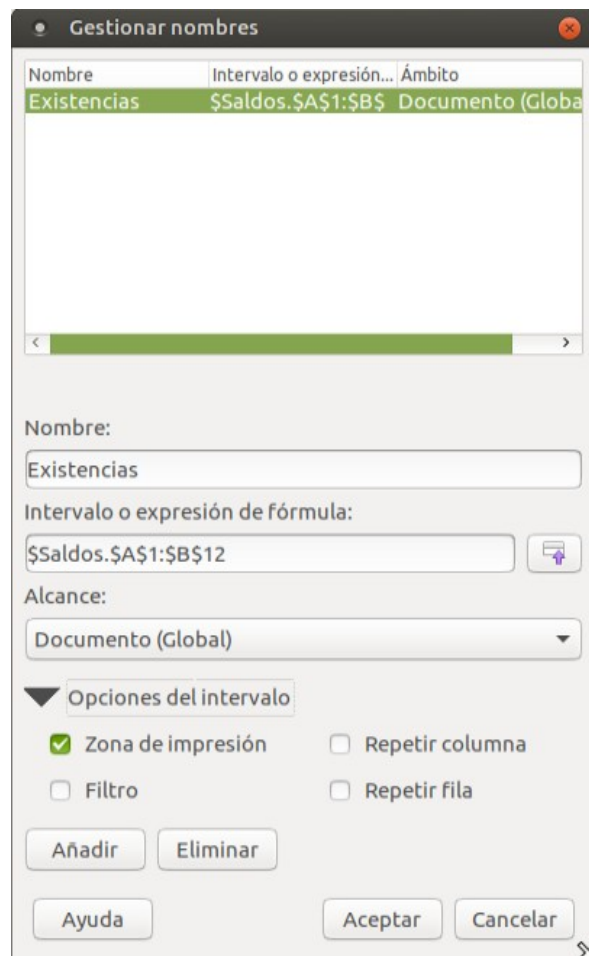 Gestionar nombres
Nombre Intervalo o expresión... Ámbito
Existencias $Saldos.$A$1:$B$ Documento (Globa
Nombre:
Existencias
Intervalo o expresión de fórmula:
$Saldos.$A$1:$B$12
Alcance:
Documento (Global)
Opciones del intervalo
Zona de impresión Repetir columna
Filtro Repetir fila
Añadir Eliminar
Ayuda Aceptar Cancelar